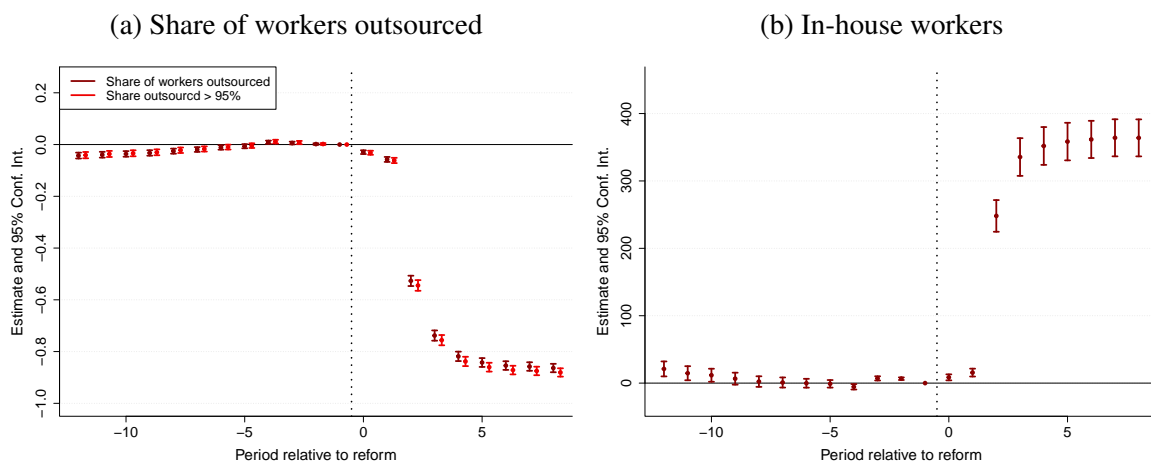 (a) Share of workers outsourced
Share of workers outsourced
Share outsourcd > 95%
Estimate and 95% Conf. Int.
0.2
0.0
−0.2
−0.4
−0.6
−0.8
−1.0
−10
−5
0
5
Period relative to reform
(b) In-house workers
Estimate and 95% Conf. Int.
400
300
200
100
0
−10
−5
0
5
Period relative to reform